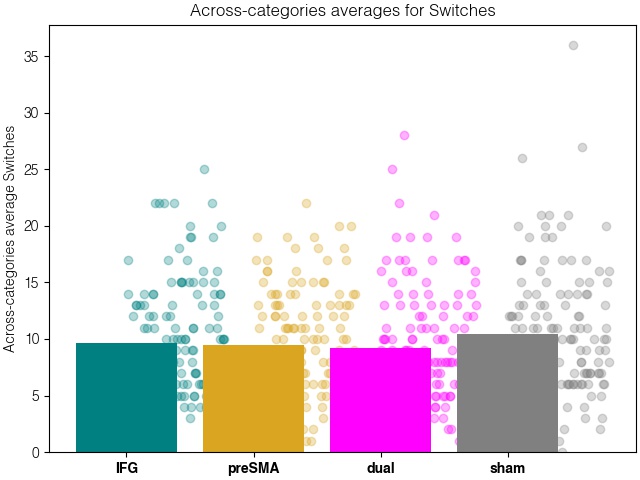 Across-categories averages for Switches
Across-categories average Switches
35
30
25
20
15
10
5
0
IFG preSMA dual sham